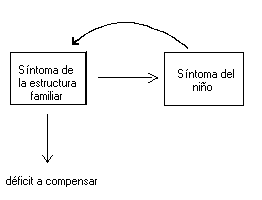 Síntoma de
la estructura
familiar
Síntoma del
niño
déficit a compensar